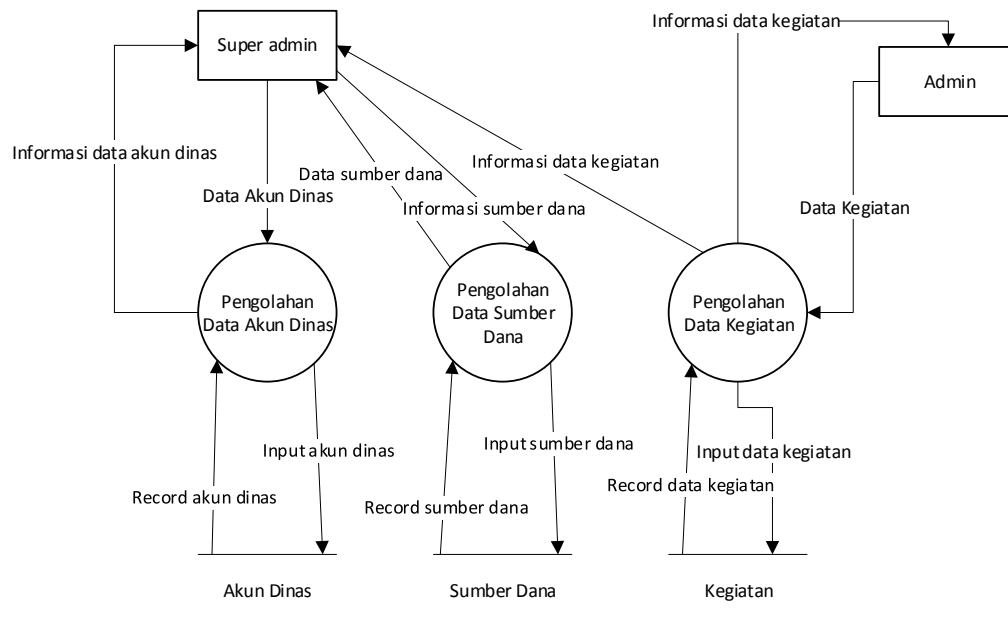 Informasi data kegiatan
Super admin
Admin
Informasi data akun dinas
Data sumber dana
Informasi data kegiatan
Data Akun Dinas
Informasi sumber dana
Data Kegiatan
Pengolahan
Data Akun Dinas
Pengolahan
Data Sumber
Dana
Pengolahan
Data Kegiatan
Input akun dinas
Input sumber dana
Input data kegiatan
Record akun dinas
Record sumber dana
Record data kegiatan
Akun Dinas
Sumber Dana
Kegiatan